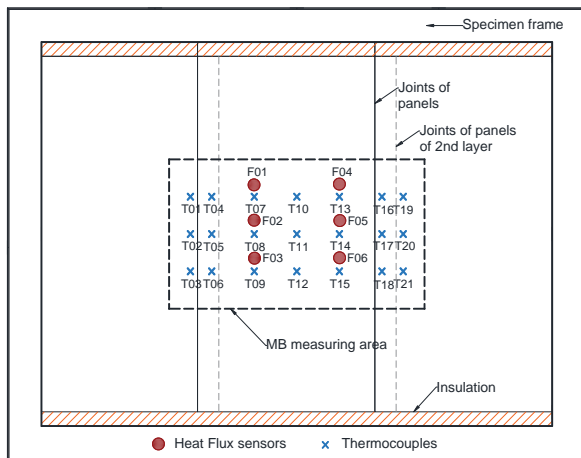 Specimen frame
Joints of
panels
Joints of panels
of 2nd layer
F01 F04
T01 T04 T07 T10 T13 T16 T19
F02 F05
T02 T05 T08 T11 T14 T17 T20
F03 F06
T03 T06 T09 T12 T15 T18 T21
MB measuring area
Insulation
Heat Flux sensors Thermocouples